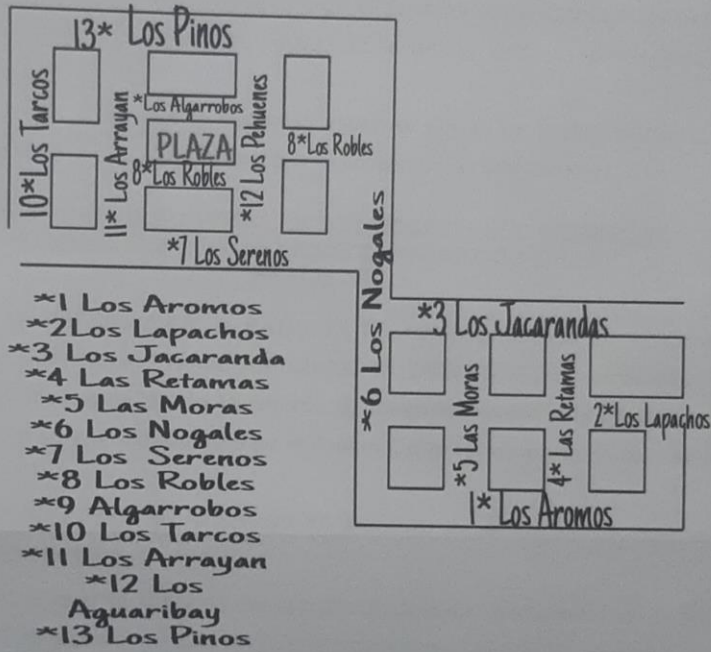 13* Los Pinos
10*Los Tarcos
11* Los Arrayan
*Los Algarrobos
PLAZA
8*Los Robles
*12 Los Pehuenes
8*Los Robles
*7 Los Serenos
*6 Los Nogales
*3 Los Jacarandas
*5 Las Moras
4* Las Retamas
2*Los Lapachos
1* Los Aromos
*1 Los Aromos
*2Los Lapachos
*3 Los Jacaranda
*4 Las Retamas
*5 Las Moras
*6 Los Nogales
*7 Los Serenos
*8 Los Robles
*9 Algarrobos
*10 Los Tarcos
*11 Los Arrayan
*12 Los
Aguaribay
*13 Los Pinos